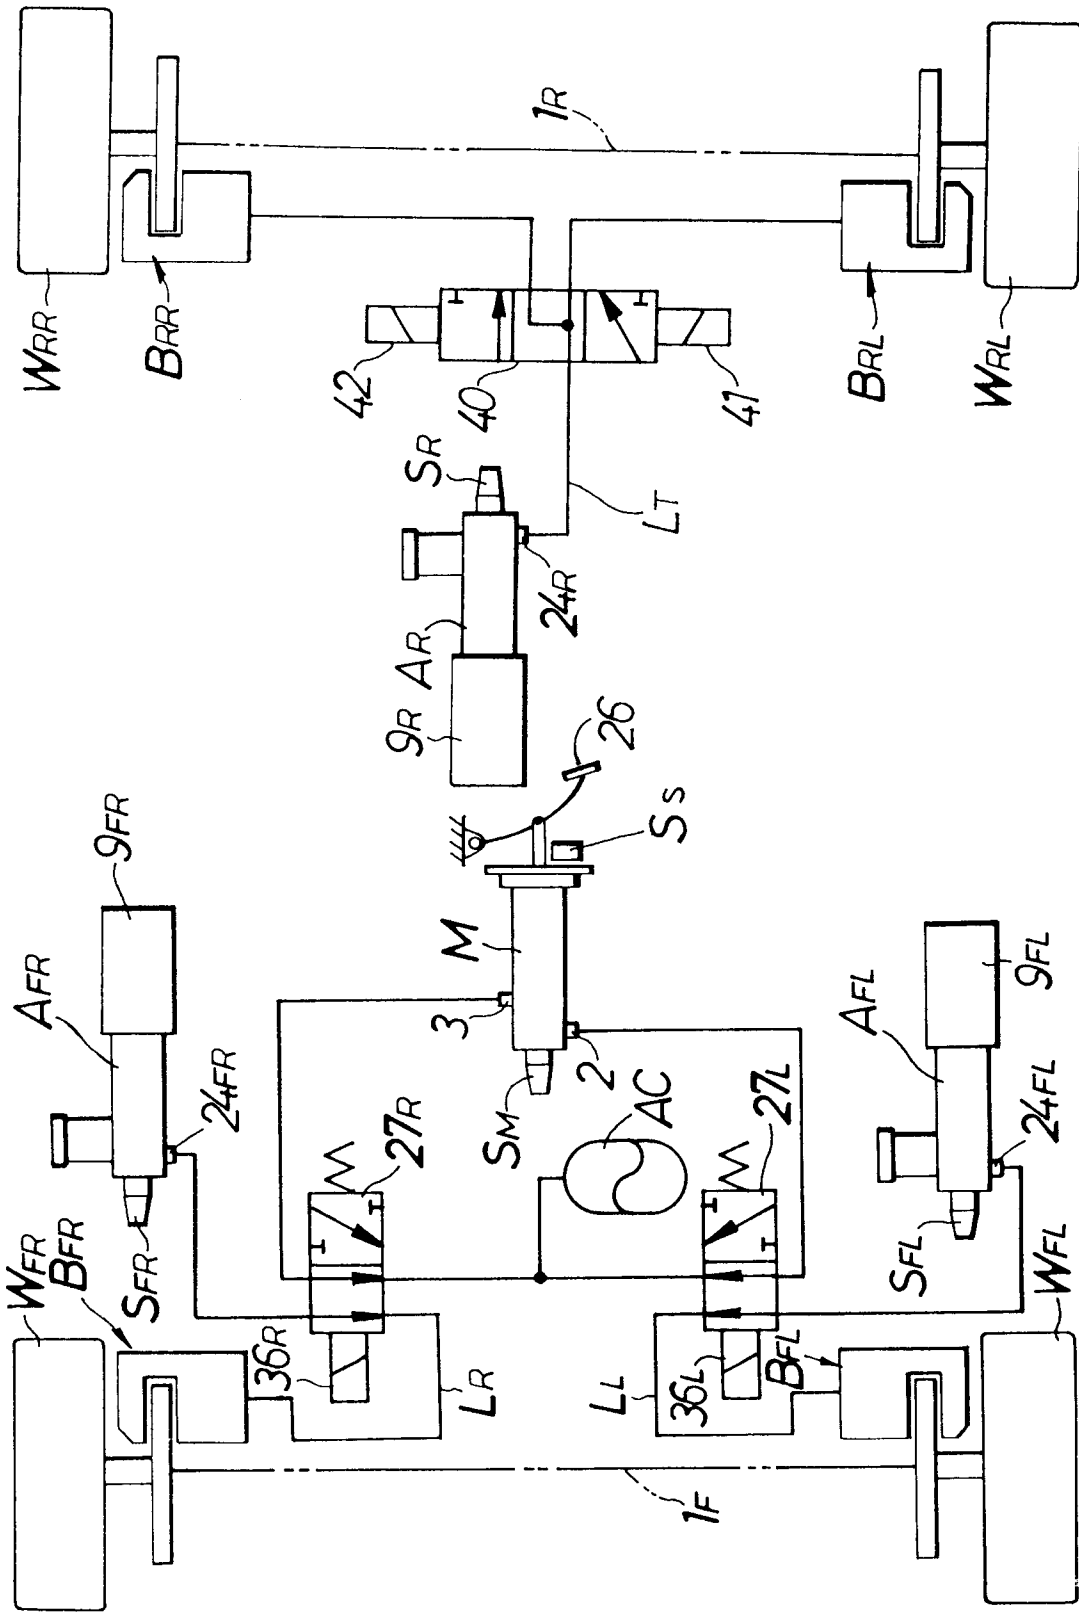 WFR
BFR
SFR
AFR
9FR
24FR
36R
LR
27R
3
M
SM
2
AC
SS
26
9R
AR
SR
24R
LT
42
40
41
BRR
WRR
1R
BRL
WRL
1F
LL
36L
27L
BFL
WFL
SFL
AFL
24FL
9FL